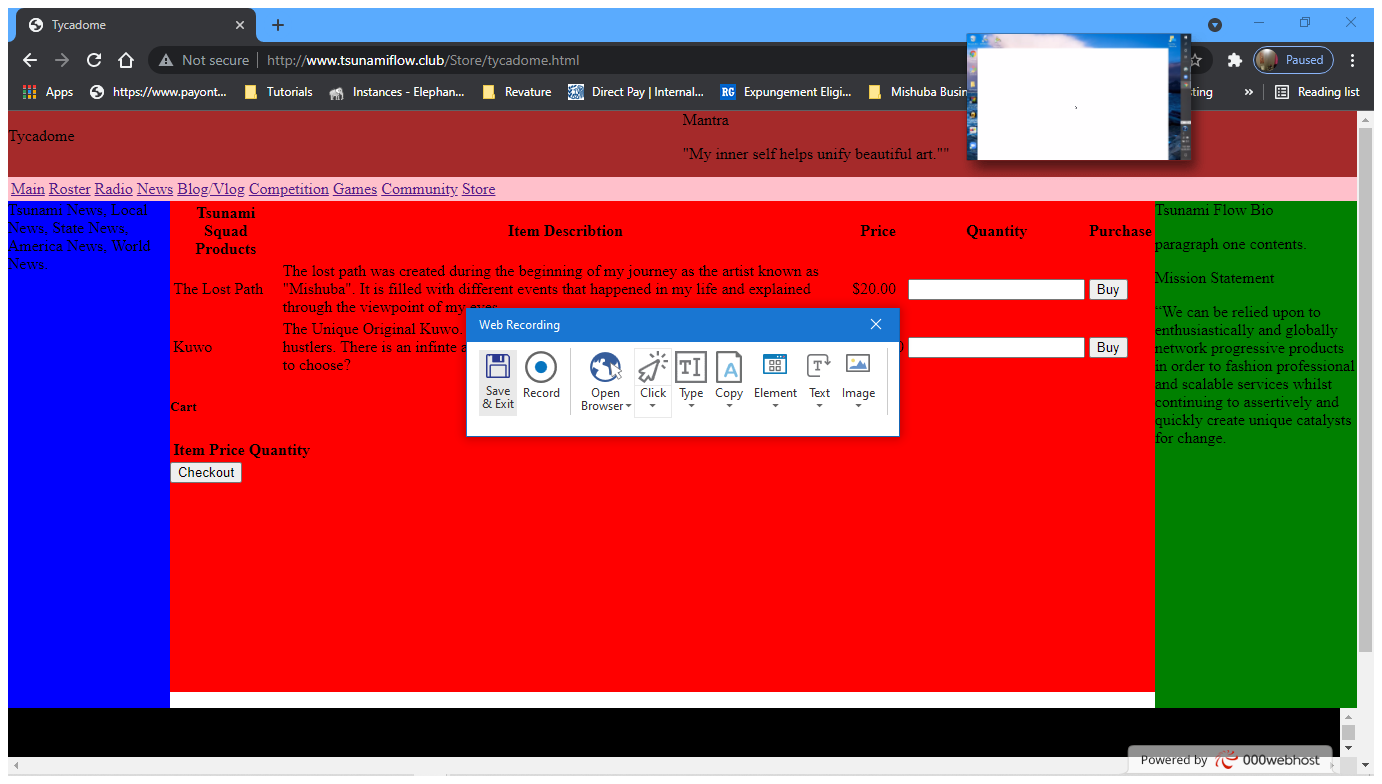 Tycadome
Not secure
http://www.tsunamiflow.club/Store/tycadome.html
Paused
Apps
https://www.payont...
Tutorials
Instances - Elephan...
Revature
Direct Pay | Internal...
RG
Expungement Eligi...
Mishuba Busin
ting
»
Reading list
Tycadome
Mantra
"My inner self helps unify beautiful art.""
Main Roster Radio News Blog/Vlog Competition Games Community Store
Tsunami News, Local
News, State News,
America News, World
News.
Tsunami
Squad
Products
Item Describtion
Price
Quantity
Purchase
The Lost Path
The lost path was created during the beginning of my journey as the artist known as
"Mishuba". It is filled with different events that happened in my life and explained
through the viewpoint of my eyes
$20.00
Buy
Kuwo
The Unique Original Kuwo.
hustlers. There is an infinte a
to choose?
0
Buy
Cart
Item Price Quantity
Checkout
Web Recording
Save
& Exit
Record
Open
Browser
Click
Type
Copy
Element
Text
Image
Tsunami Flow Bio
paragraph one contents.
Mission Statement
"We can be relied upon to
enthusiastically and globally
network progressive products
in order to fashion professional
and scalable services whilst
continuing to assertively and
quickly create unique catalysts
for change.
Powered by 000webhost